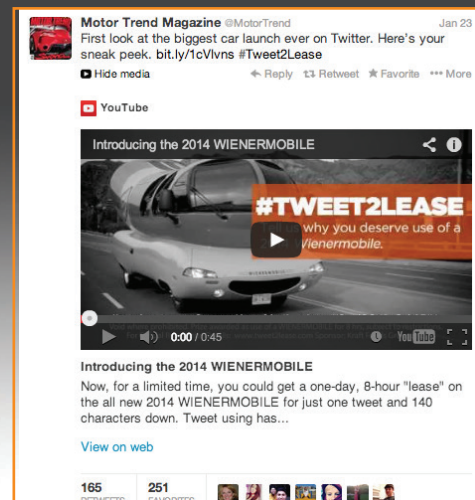 Motor Trend Magazine @MotorTrend Jan 23
First look at the biggest car launch ever on Twitter. Here's your
sneak peek. bit.ly/1cVlvns #Tweet2Lease
Hide media Reply Retweet Favorite More
YouTube
Introducing the 2014 WIENERMOBILE
#TWEET2LEASE
why you deserve use of a
Wienermobile.
0:00 / 0:45 YouTube
Introducing the 2014 WIENERMOBILE
Now, for a limited time, you could get a one-day, 8-hour "lease" on
the all new 2014 WIENERMOBILE for just one tweet and 140
characters down. Tweet using has...
View on web
165 251
RETWEETS FAVORITES